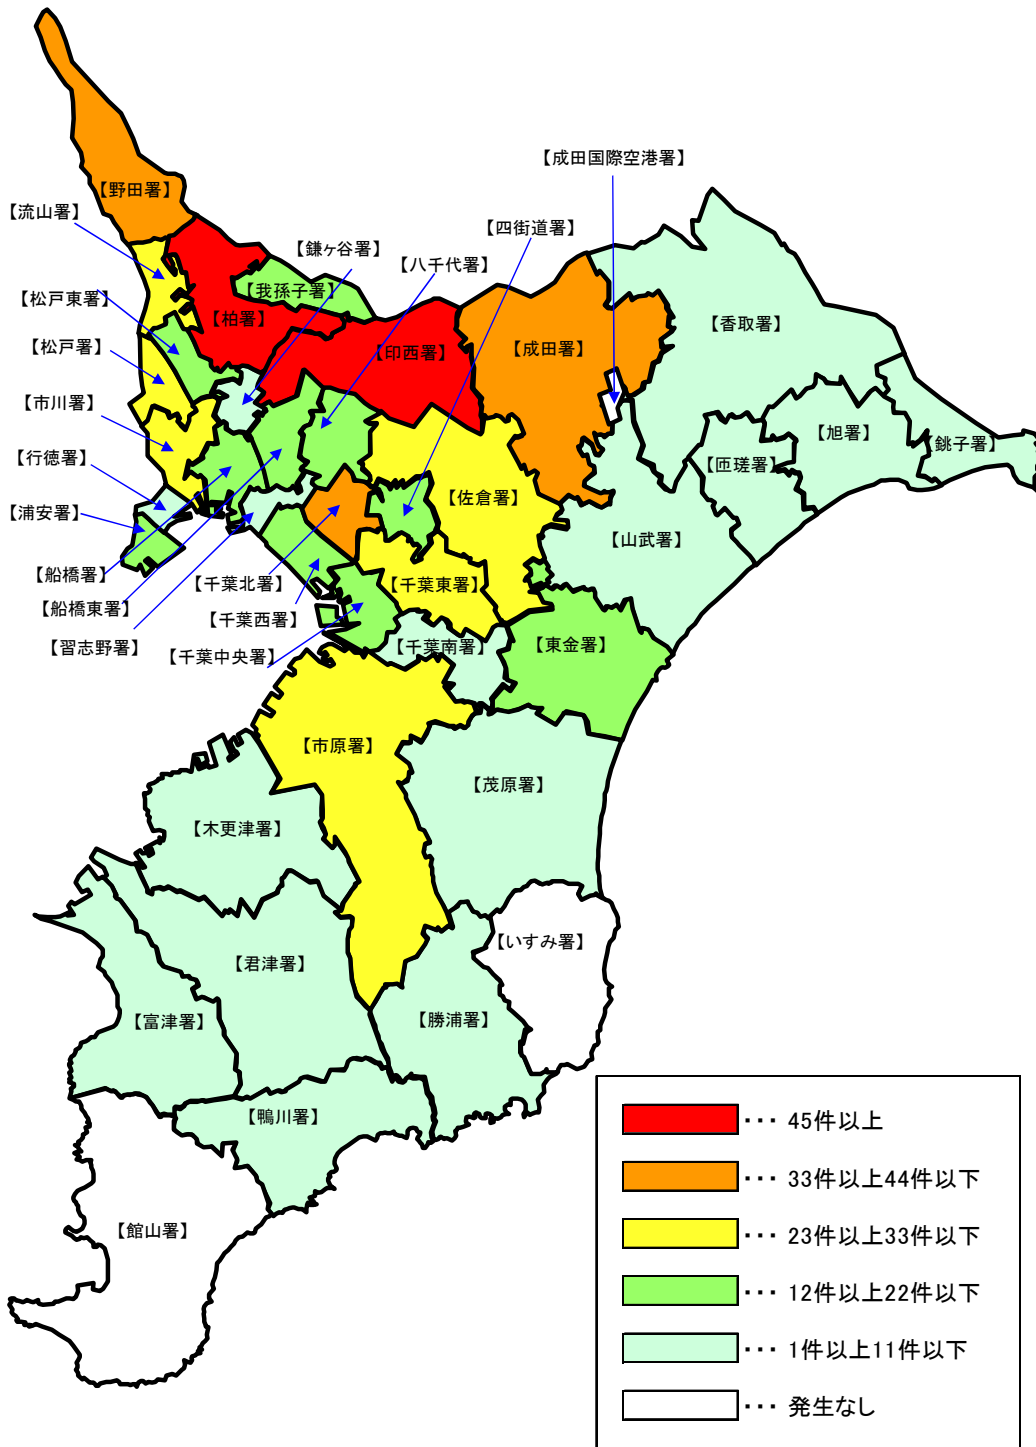 【成田国際空港署】
【野田署】
【流山署】
【四街道署】
【鎌ヶ谷署】
【八千代署】
【我孫子署】
【松戸東署】
【柏署】
【香取署】
【松戸署】
【印西署】
【成田署】
【市川署】
【旭署】
【銚子署】
【行徳署】
【匝瑳署】
【佐倉署】
【浦安署】
【山武署】
【船橋署】
【千葉北署】
【千葉東署】
【船橋東署】
【千葉西署】
【習志野署】
【千葉中央署】
【千葉南署】
【東金署】
【市原署】
【茂原署】
【木更津署】
【いすみ署】
【君津署】
【富津署】
【勝浦署】
【鴨川署】
【館山署】
・・・ 45件以上
・・・ 33件以上44件以下
・・・ 23件以上33件以下
・・・ 12件以上22件以下
・・・ 1件以上11件以下
・・・ 発生なし